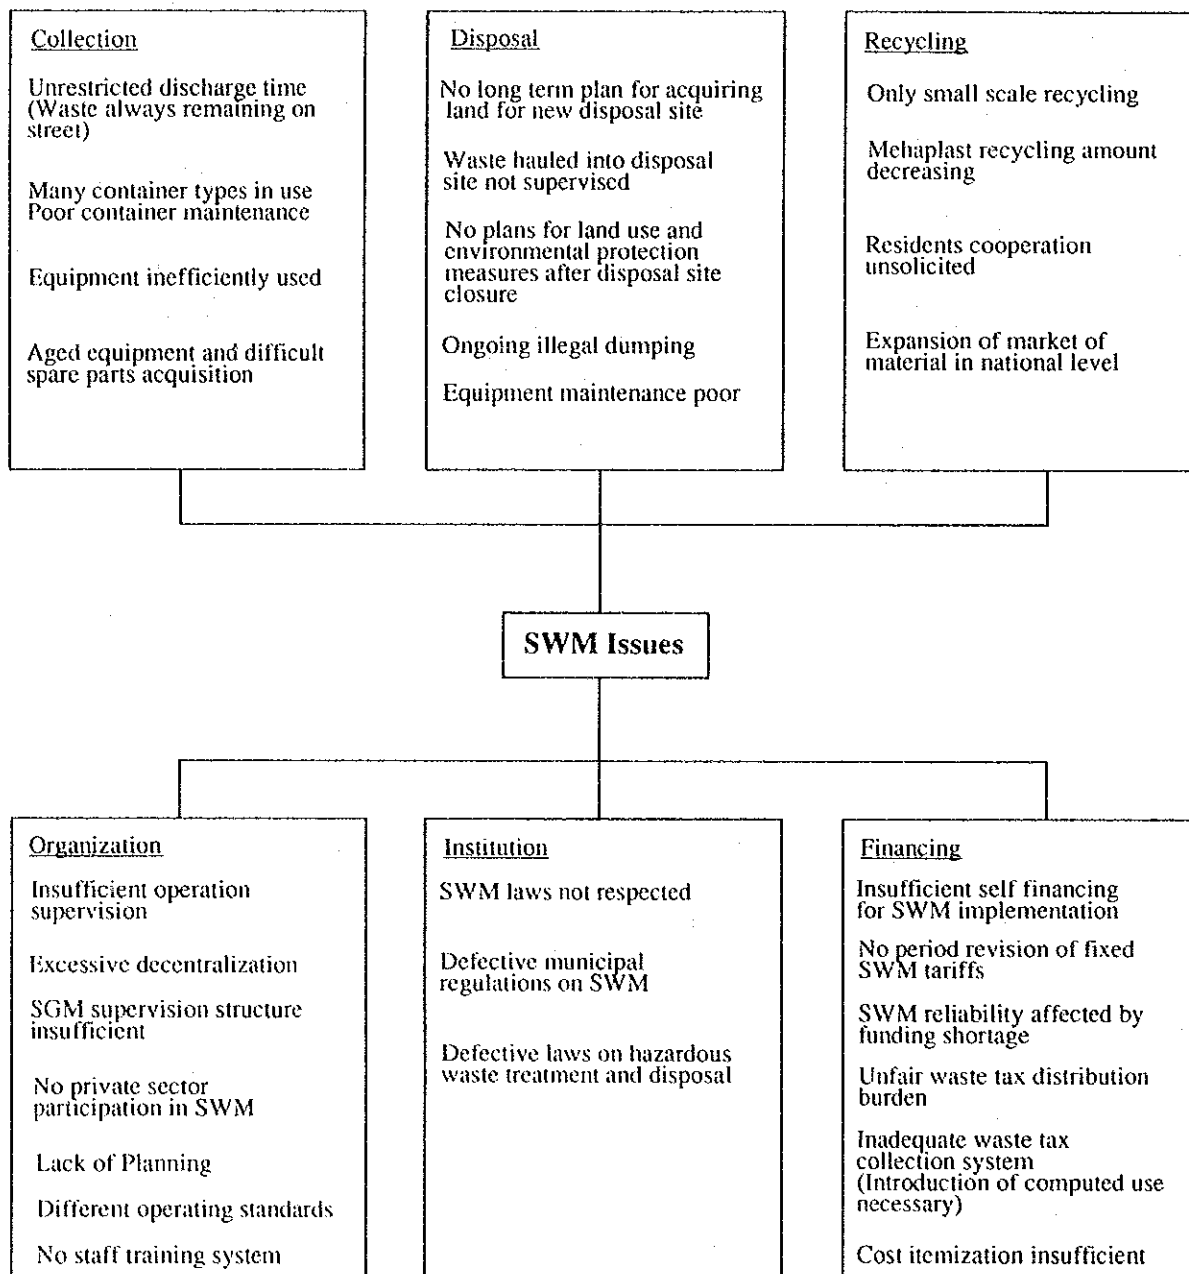 Collection
Unrestricted discharge time
(Waste always remaining on
street)
Many container types in use
Poor container maintenance
Equipment inefficiently used
Aged equipment and difficult
spare parts acquisition
Disposal
No long term plan for acquiring
land for new disposal site
Waste hauled into disposal
site not supervised
No plans for land use and
environmental protection
measures after disposal site
closure
Ongoing illegal dumping
Equipment maintenance poor
Recycling
Only small scale recycling
Mehaplast recycling amount
decreasing
Residents cooperation
unsolicited
Expansion of market of
material in national level
SWM Issues
Organization
Insufficient operation
supervision
Excessive decentralization
SGM supervision structure
insufficient
No private sector
participation in SWM
Lack of Planning
Different operating standards
No staff training system
Institution
SWM laws not respected
Defective municipal
regulations on SWM
Defective laws on hazardous
waste treatment and disposal
Financing
Insufficient self financing
for SWM implementation
No period revision of fixed
SWM tariffs
SWM reliability affected by
funding shortage
Unfair waste tax distribution
burden
Inadequate waste tax
collection system
(Introduction of computed use
necessary)
Cost itemization insufficient